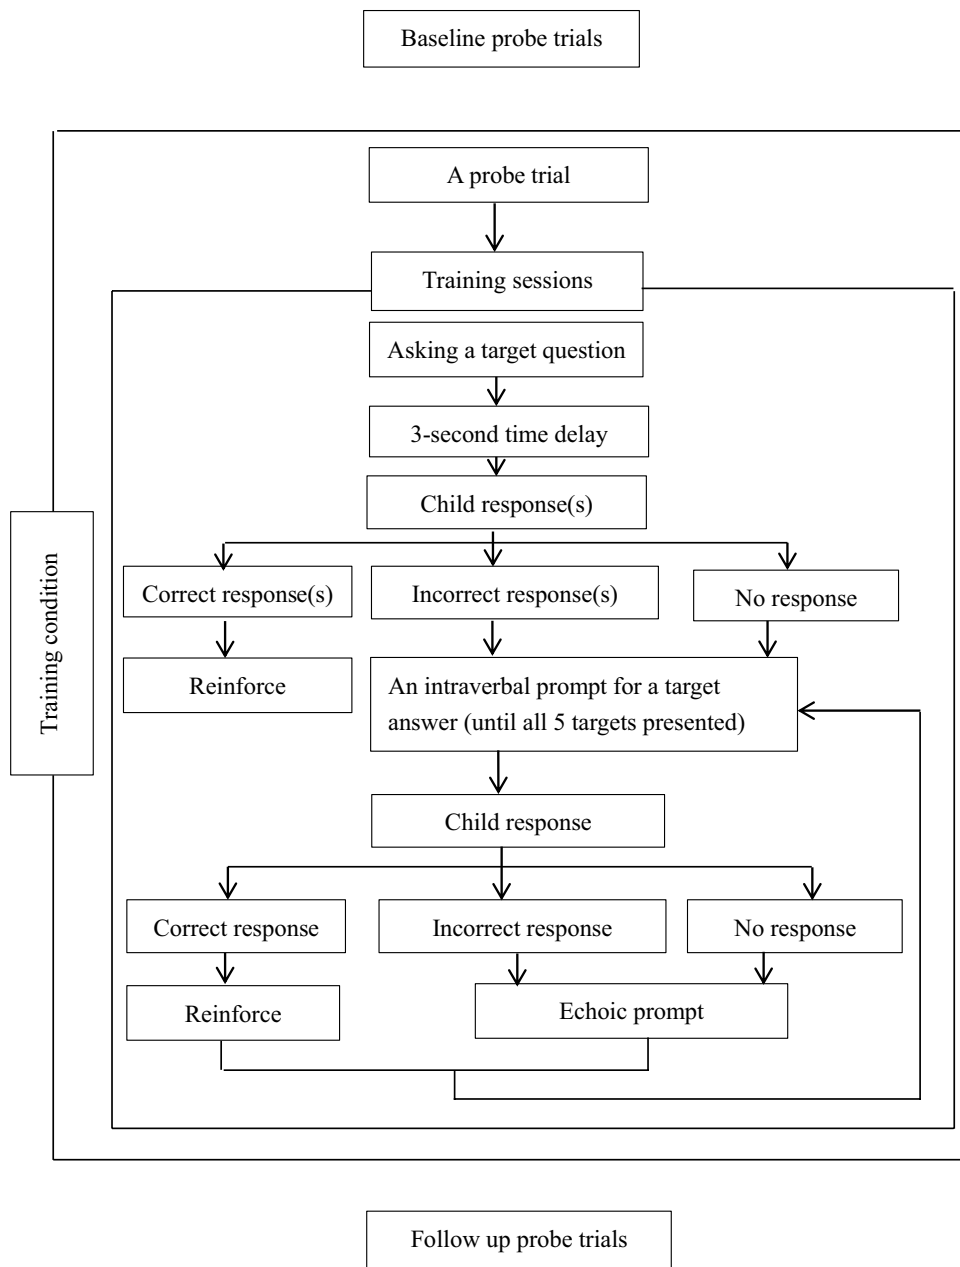 Baseline probe trials
A probe trial
Training sessions
Asking a target question
3-second time delay
Child response(s)
Training condition
Correct response(s)
Incorrect response(s)
No response
Reinforce
An intraverbal prompt for a target
answer (until all 5 targets presented)
Child response
Correct response
Incorrect response
No response
Reinforce
Echoic prompt
Follow up probe trials